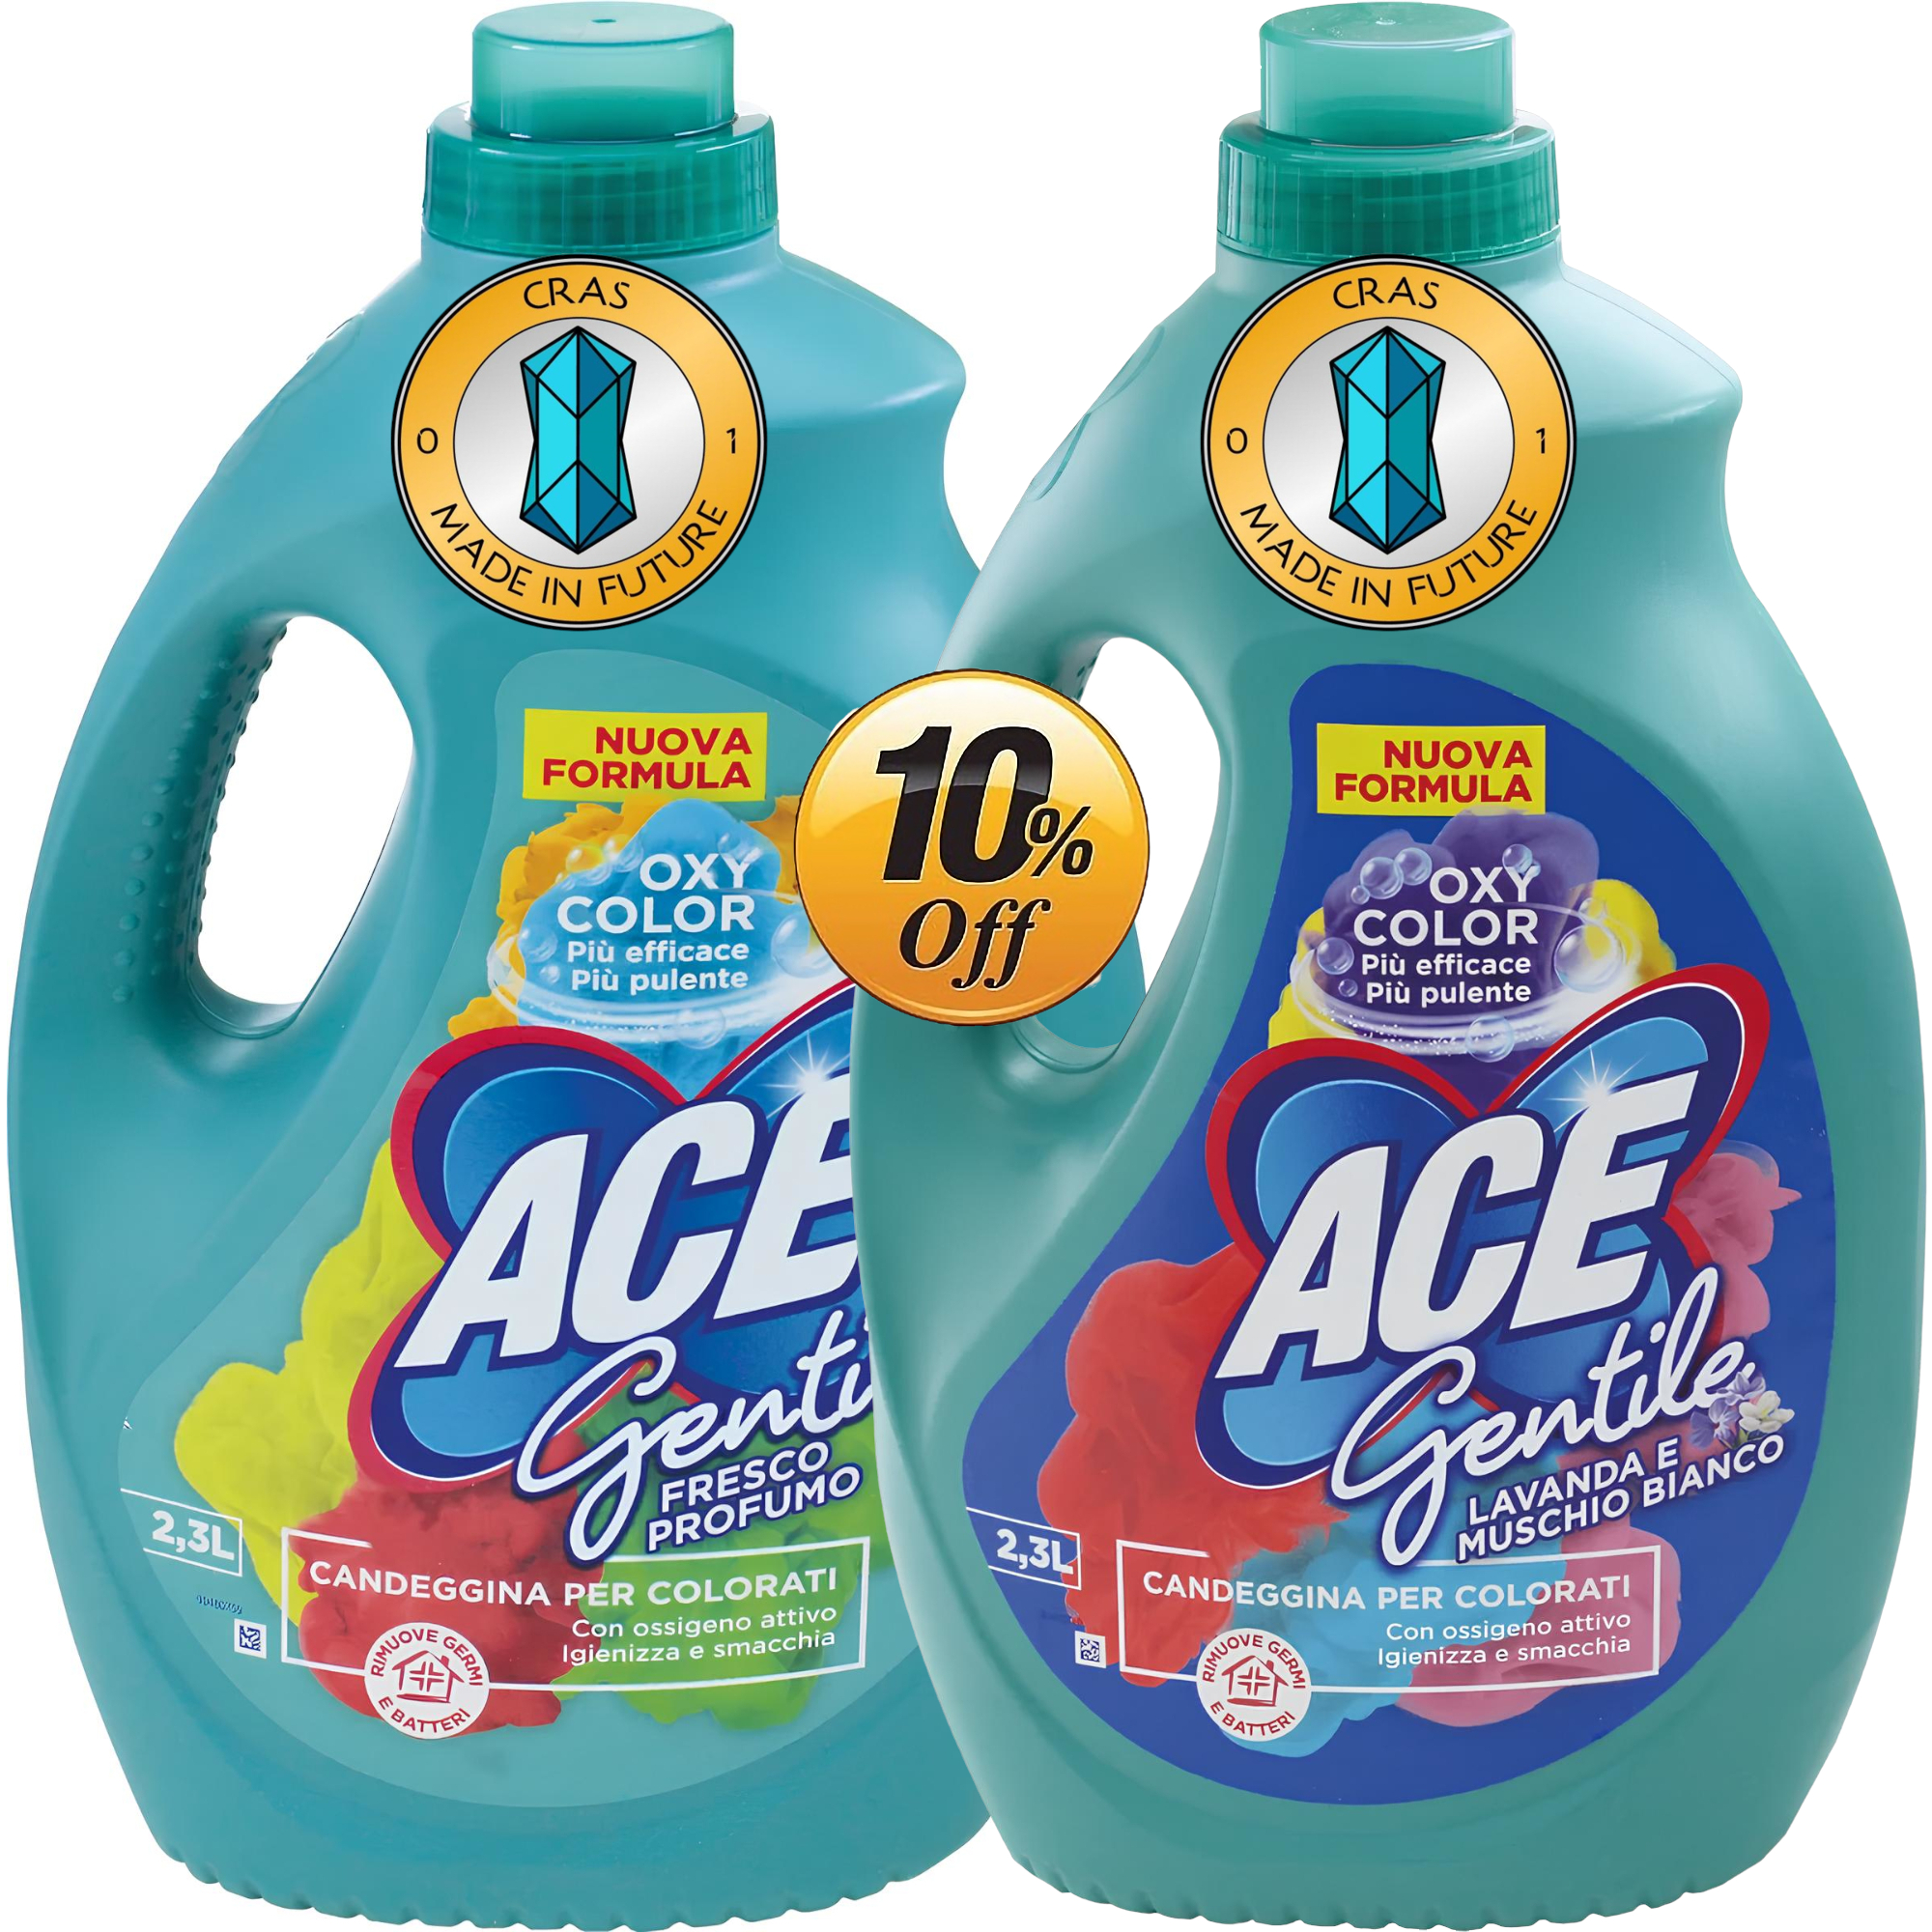 CRAS
0 1
MADE IN FUTURE
NUOVA
FORMULA
OXY
COLOR
Più efficace
Più pulente
ACE
Genti
FRESCO
PROFUMO
2,3L
CANDEGGINA PER COLORATI
Con ossigeno attivo
Igienizza e smacchia
RIMUOVE GERMI
E BATTERI
10%
Off
CRAS
0 1
MADE IN FUTURE
NUOVA
FORMULA
OXY
COLOR
Più efficace
Più pulente
ACE
Gentile
LAVANDA E
MUSCHIO BIANCO
2,3L
CANDEGGINA PER COLORATI
Con ossigeno attivo
Igienizza e smacchia
RIMUOVE GERMI
E BATTERI